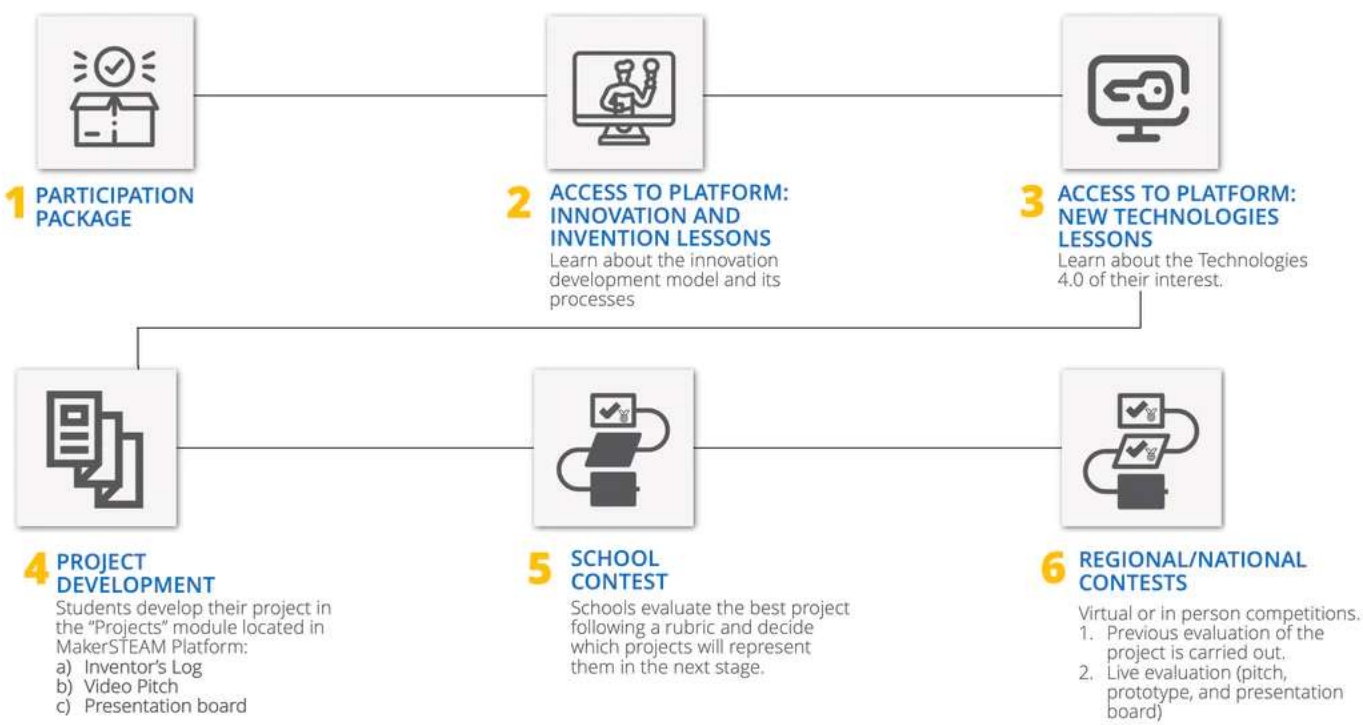 1 PARTICIPATION
PACKAGE
2 ACCESS TO PLATFORM:
INNOVATION AND
INVENTION LESSONS
Learn about the innovation
development model and its
processes
3 ACCESS TO PLATFORM:
NEW TECHNOLOGIES
LESSONS
Learn about the Technologies
4.0 of their interest.
4 PROJECT
DEVELOPMENT
Students develop their project in
the “Projects” module located in
MakerSTEAM Platform:
a) Inventor’s Log
b) Video Pitch
c) Presentation board
5 SCHOOL
CONTEST
Schools evaluate the best project
following a rubric and decide
which projects will represent
them in the next stage.
6 REGIONAL/NATIONAL
CONTESTS
Virtual or in person competitions.
1. Previous evaluation of the
project is carried out.
2. Live evaluation (pitch,
prototype, and presentation
board)